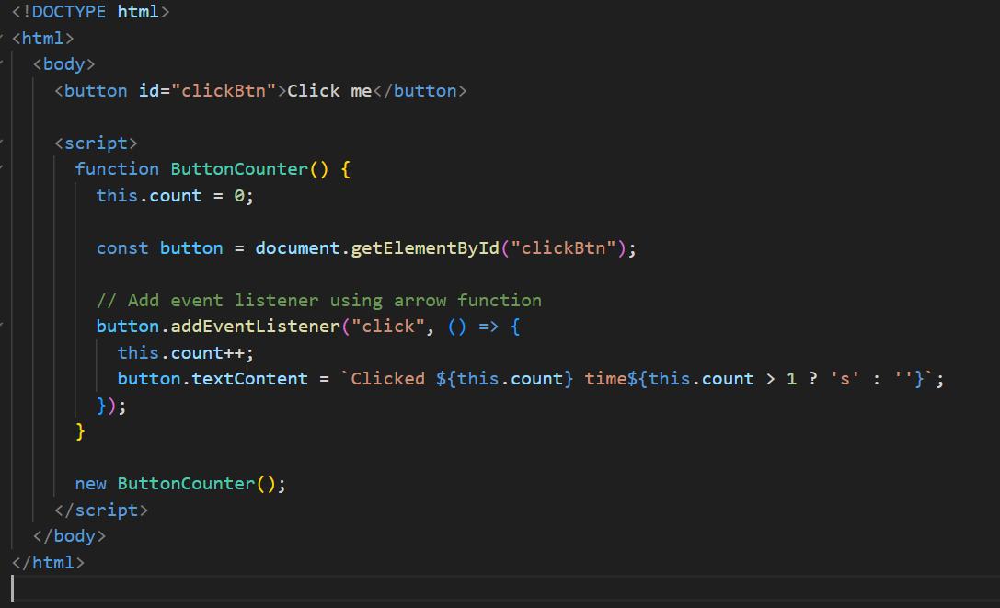 <!DOCTYPE html>
<html>
  <body>
    <button id="clickBtn">Click me</button>

    <script>
      function ButtonCounter() {
        this.count = 0;

        const button = document.getElementById("clickBtn");

        // Add event listener using arrow function
        button.addEventListener("click", () => {
          this.count++;
          button.textContent = `Clicked ${this.count} time${this.count > 1 ? 's' : ''}`;
        });
      }

      new ButtonCounter();
    </script>
  </body>
</html>